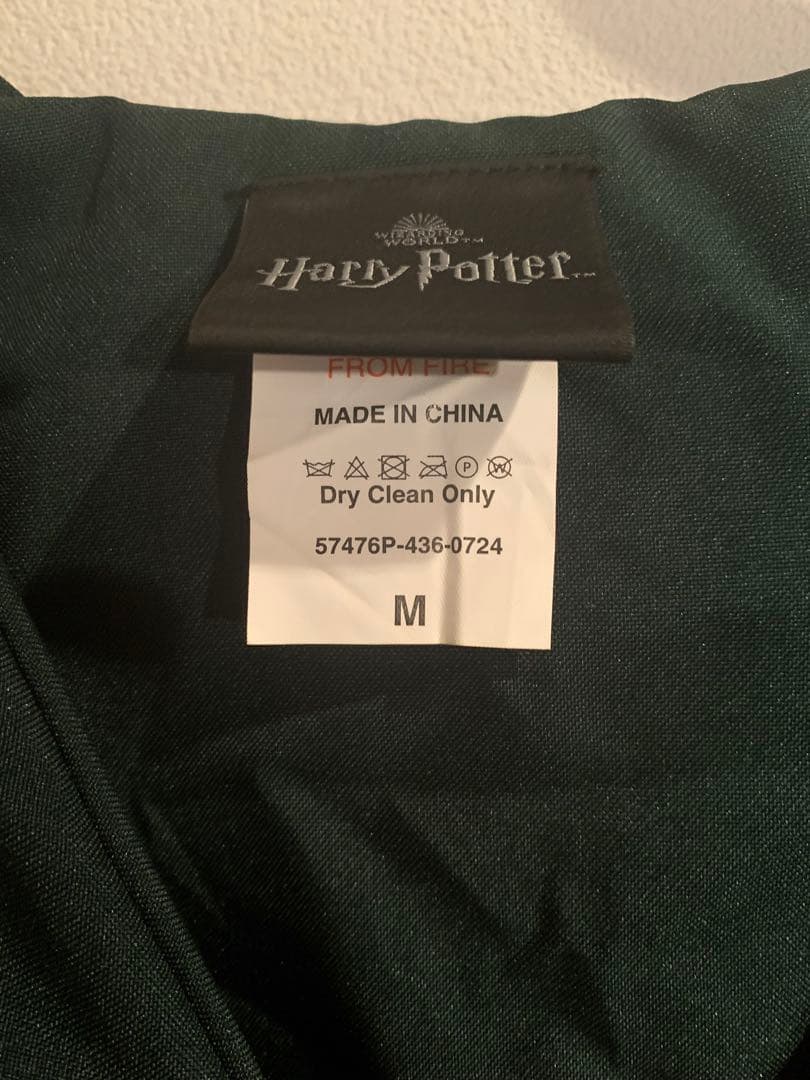 WIZARDING
WORLD™
Harry Potter™
FROM FIRE
MADE IN CHINA
P W
Dry Clean Only
57476P-436-0724
M